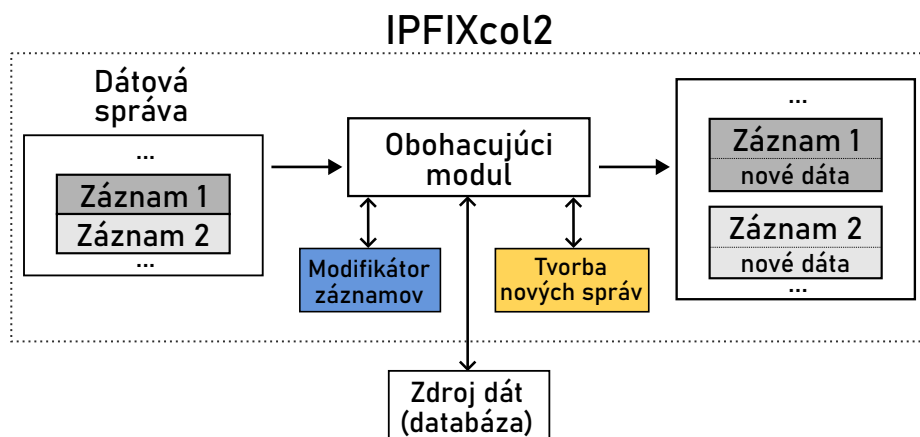 IPFIXcol2
Dátová
správa
...
Záznam 1
Záznam 2
...
Obohacujúci
modul
Modifikátor
záznamov
Tvorba
nových správ
...
Záznam 1
nové dáta
Záznam 2
nové dáta
...
Zdroj dát
(databáza)